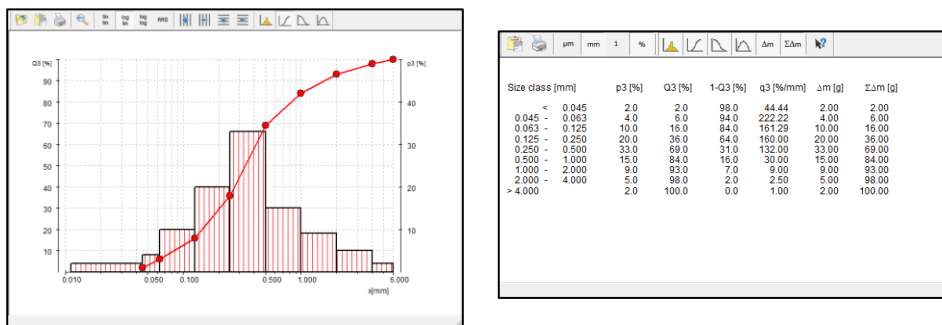 lin lin
log lin
log log
RRS
Q3 [%]
p3 [%]
90
80
70
60
50
40
30
20
10
40
30
20
10
0.010
0.050
0.100
0.500
1.000
6.000
x[mm]
µm mm 1 % Δm ΣΔm
Size class [mm] p3 [%] Q3 [%] 1-Q3 [%] q3 [%/mm] Δm [g] ΣΔm [g]
< 0.045 2.0 2.0 98.0 44.44 2.00 2.00
0.045 - 0.063 4.0 6.0 94.0 222.22 4.00 6.00
0.063 - 0.125 10.0 16.0 84.0 161.29 10.00 16.00
0.125 - 0.250 20.0 36.0 64.0 160.00 20.00 36.00
0.250 - 0.500 33.0 69.0 31.0 132.00 33.00 69.00
0.500 - 1.000 15.0 84.0 16.0 30.00 15.00 84.00
1.000 - 2.000 9.0 93.0 7.0 9.00 9.00 93.00
2.000 - 4.000 5.0 98.0 2.0 2.50 5.00 98.00
> 4.000 2.0 100.0 0.0 1.00 2.00 100.00